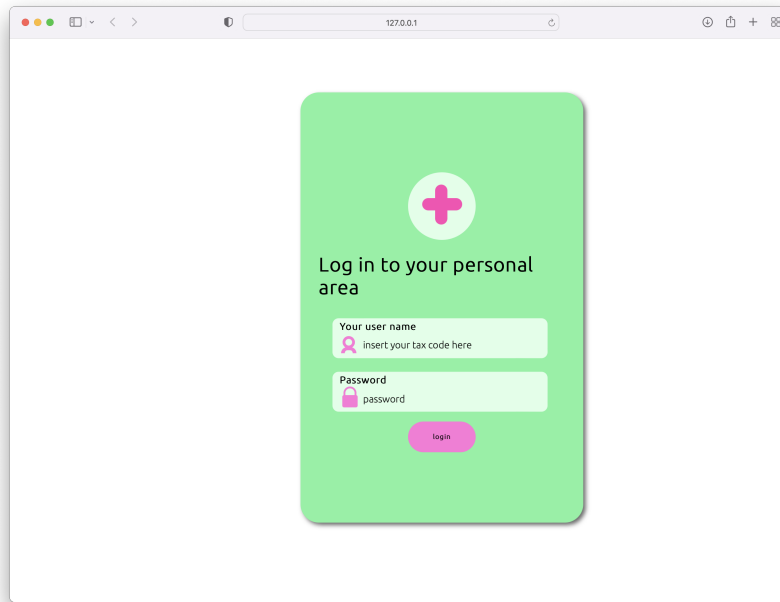 127.0.0.1
Log in to your personal
area
Your user name
insert your tax code here
Password
password
login